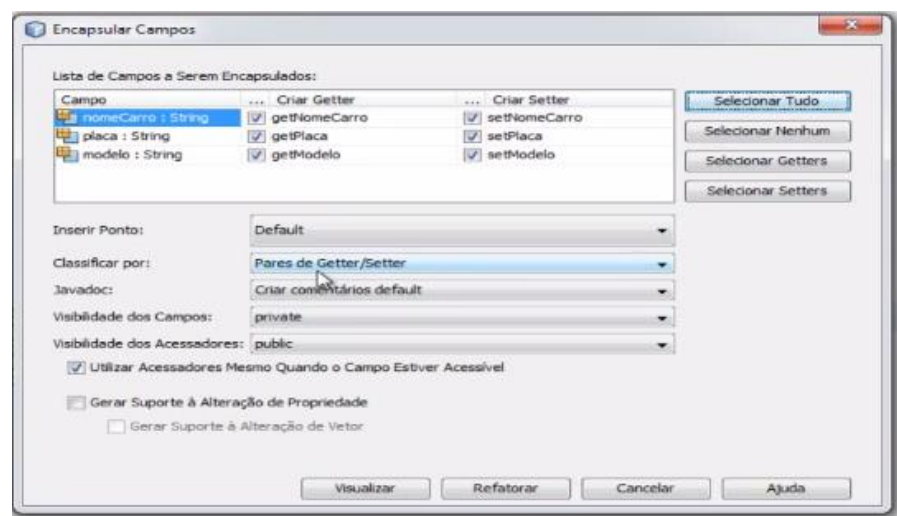 Encapsular Campos
Lista de Campos a Serem Encapsulados:
Campo ... Criar Getter ... Criar Setter
nomeCarro : String getNomeCarro setNomeCarro
placa : String getPlaca setPlaca
modelo : String getModelo setModelo
Selecionar Tudo
Selecionar Nenhum
Selecionar Getters
Selecionar Setters
Inserir Ponto: Default
Classificar por: Pares de Getter/Setter
Javadoc: Criar comentários default
Visibilidade dos Campos: private
Visibilidade dos Acessadores: public
Utilizar Acessadores Mesmo Quando o Campo Estiver Acessível
Gerar Suporte à Alteração de Propriedade
Gerar Suporte à Alteração de Vetor
Visualizar Refatorar Cancelar Ajuda